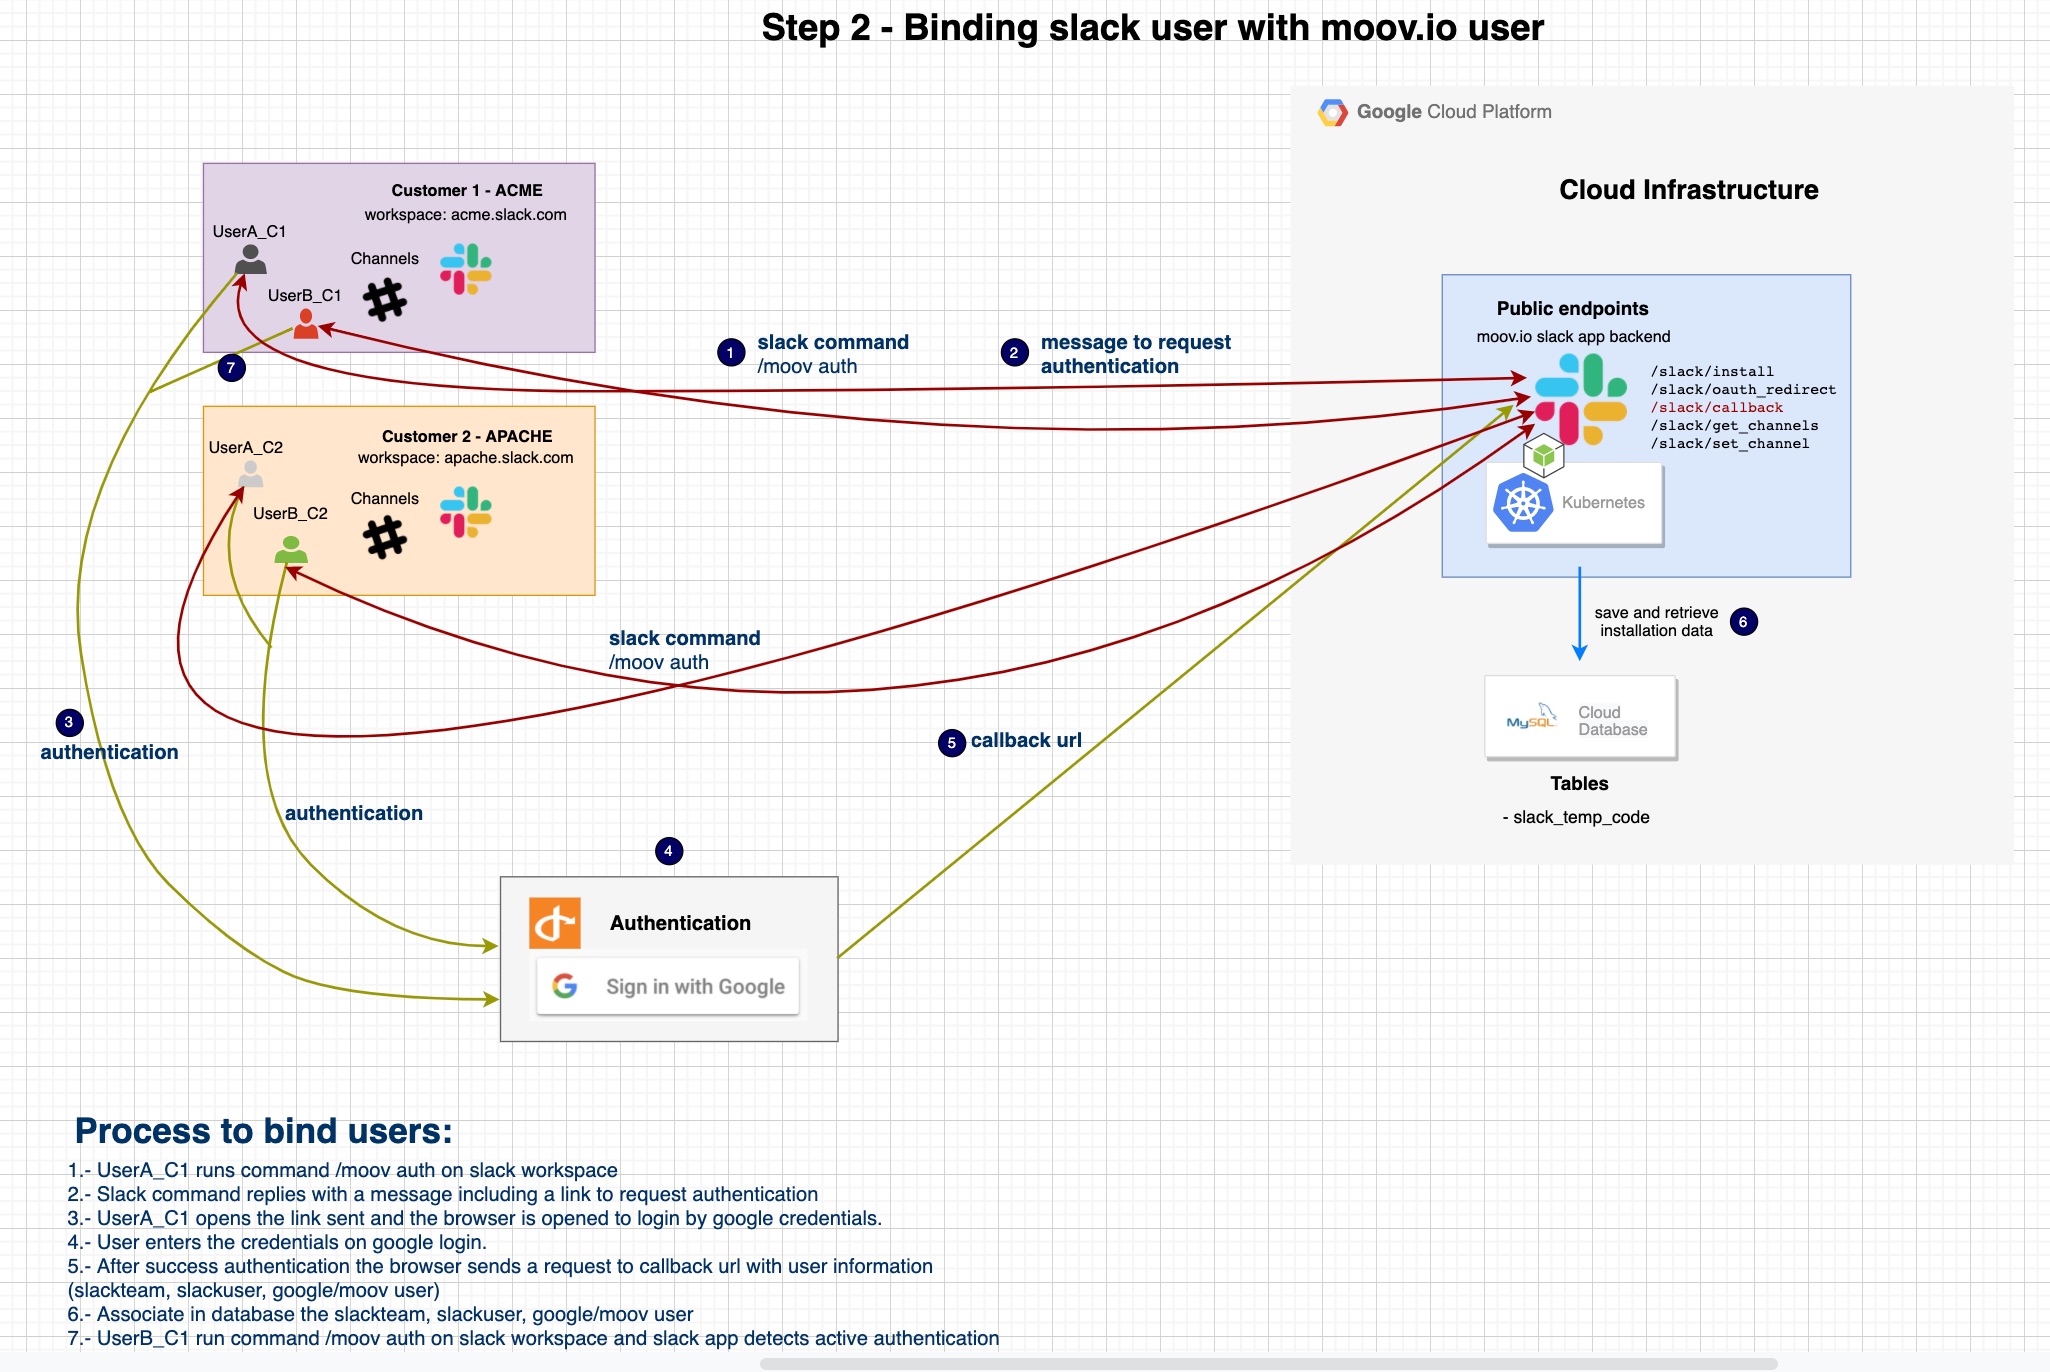 Step 2 - Binding slack user with moov.io user
Google Cloud Platform
Cloud Infrastructure
Customer 1 - ACME
workspace: acme.slack.com
UserA_C1
Channels
UserB_C1
7
1
slack command
/moov auth
2
message to request
authentication
Public endpoints
moov.io slack app backend
/slack/install
/slack/oauth_redirect
/slack/callback
/slack/get_channels
/slack/set_channel
Kubernetes
Customer 2 - APACHE
workspace: apache.slack.com
UserA_C2
Channels
UserB_C2
save and retrieve
installation data
6
slack command
/moov auth
MySQL
Cloud
Database
3
authentication
5
callback url
Tables
- slack_temp_code
authentication
4
Authentication
Sign in with Google
Process to bind users:
1.- UserA_C1 runs command /moov auth on slack workspace
2.- Slack command replies with a message including a link to request authentication
3.- UserA_C1 opens the link sent and the browser is opened to login by google credentials.
4.- User enters the credentials on google login.
5.- After success authentication the browser sends a request to callback url with user information
(slackteam, slackuser, google/moov user)
6.- Associate in database the slackteam, slackuser, google/moov user
7.- UserB_C1 run command /moov auth on slack workspace and slack app detects active authentication